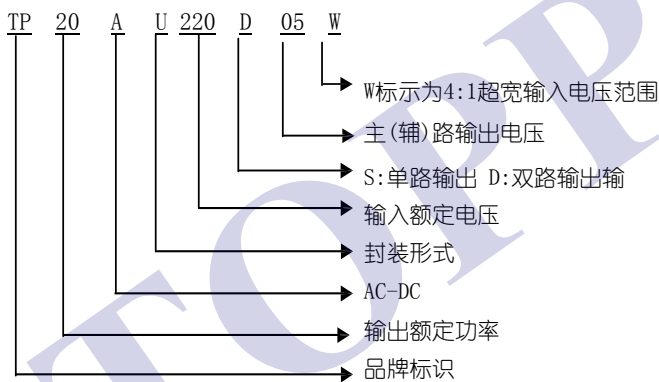 TP 20 A U 220 D 05 W
W标示为4:1超宽输入电压范围
主(辅)路输出电压
S:单路输出 D:双路输出输
输入额定电压
封装形式
AC-DC
输出额定功率
品牌标识
TOPP